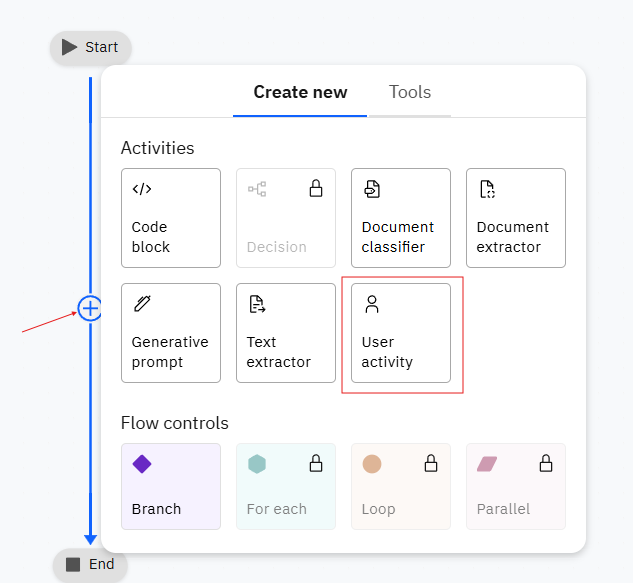 Start
Create new
Tools
Activities
Code
block
Decision
Document
classifier
Document
extractor
Generative
prompt
Text
extractor
User
activity
Flow controls
Branch
For each
Loop
Parallel
End